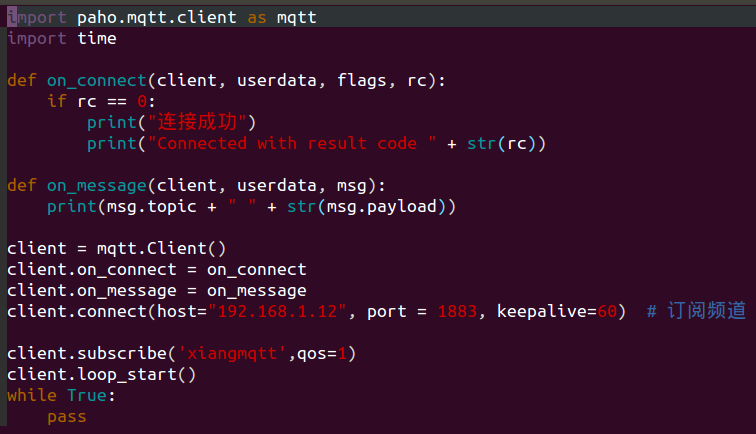 import paho.mqtt.client as mqtt
import time

def on_connect(client, userdata, flags, rc):
    if rc == 0:
        print("连接成功")
        print("Connected with result code " + str(rc))

def on_message(client, userdata, msg):
    print(msg.topic + " " + str(msg.payload))

client = mqtt.Client()
client.on_connect = on_connect
client.on_message = on_message
client.connect(host="192.168.1.12", port = 1883, keepalive=60)  # 订阅频道

client.subscribe('xiangmqtt',qos=1)
client.loop_start()
while True:
    pass